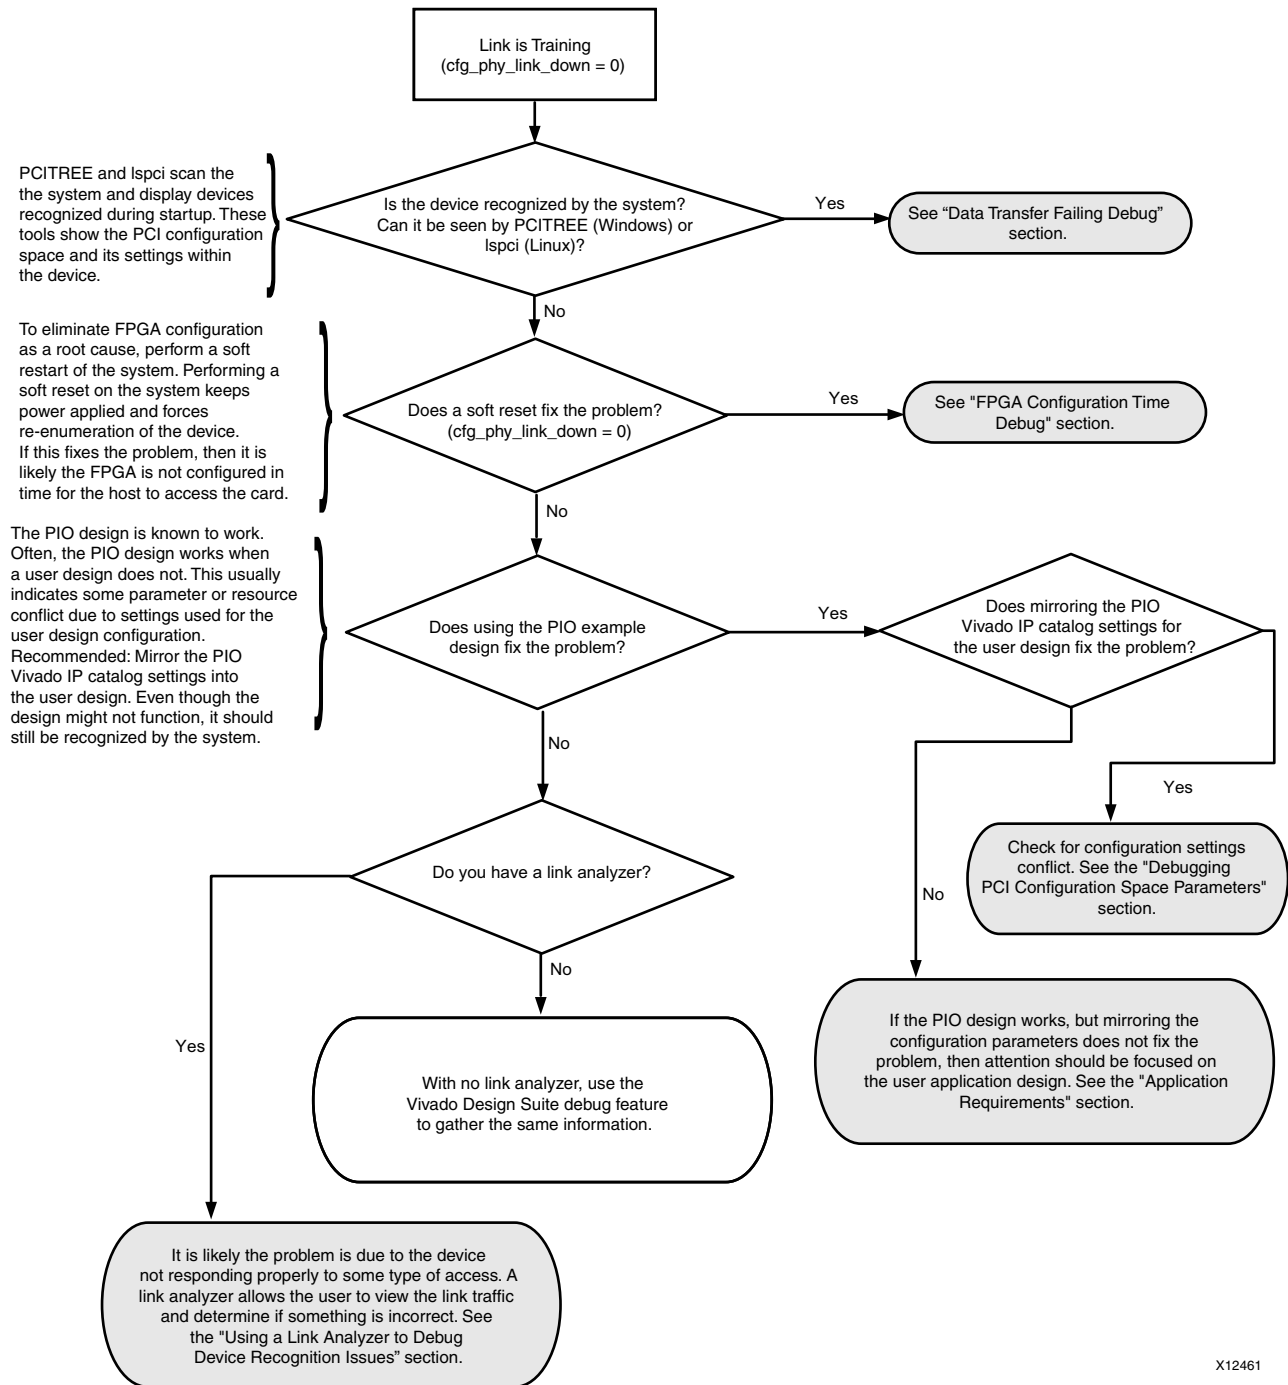 Link is Training
(cfg_phy_link_down = 0)
PCITREE and lspci scan the
the system and display devices
recognized during startup. These
tools show the PCI configuration
space and its settings within
the device.
Is the device recognized by the system?
Can it be seen by PCITREE (Windows) or
lspci (Linux)?
Yes
See “Data Transfer Failing Debug”
section.
No
To eliminate FPGA configuration
as a root cause, perform a soft
restart of the system. Performing a
soft reset on the system keeps
power applied and forces
re-enumeration of the device.
If this fixes the problem, then it is
likely the FPGA is not configured in
time for the host to access the card.
Does a soft reset fix the problem?
(cfg_phy_link_down = 0)
Yes
See "FPGA Configuration Time
Debug" section.
No
The PIO design is known to work.
Often, the PIO design works when
a user design does not. This usually
indicates some parameter or resource
conflict due to settings used for the
user design configuration.
Recommended: Mirror the PIO
Vivado IP catalog settings into
the user design. Even though the
design might not function, it should
still be recognized by the system.
Does using the PIO example
design fix the problem?
Yes
Does mirroring the PIO
Vivado IP catalog settings for
the user design fix the problem?
No
Yes
Check for configuration settings
conflict. See the "Debugging
PCI Configuration Space Parameters"
section.
Do you have a link analyzer?
No
No
If the PIO design works, but mirroring the
configuration parameters does not fix the
problem, then attention should be focused on
the user application design. See the "Application
Requirements" section.
Yes
With no link analyzer, use the
Vivado Design Suite debug feature
to gather the same information.
It is likely the problem is due to the device
not responding properly to some type of access. A
link analyzer allows the user to view the link traffic
and determine if something is incorrect. See
the "Using a Link Analyzer to Debug
Device Recognition Issues” section.
X12461